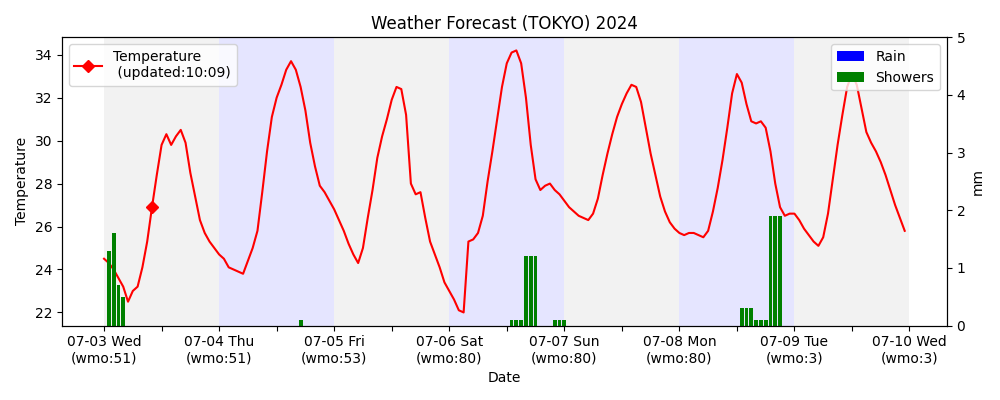 Weather Forecast (TOKYO) 2024
Temperature
(updated:10:09)
Rain
Showers
34
32
30
28
26
24
22
Temperature
5
4
3
2
1
0
mm
07-03 Wed
(wmo:51)
07-04 Thu
(wmo:51)
07-05 Fri
(wmo:53)
07-06 Sat
(wmo:80)
07-07 Sun
(wmo:80)
07-08 Mon
(wmo:80)
07-09 Tue
(wmo:3)
07-10 Wed
(wmo:3)
Date